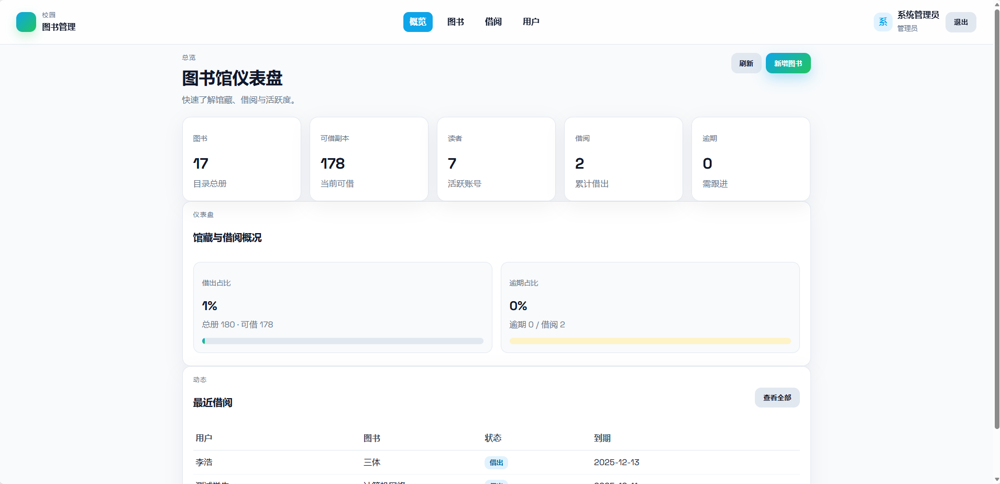 校园
图书管理
概览 图书 借阅 用户
系 系统管理员
管理员
退出
总览
图书馆仪表盘
快速了解馆藏、借阅与活跃度。
刷新 新增图书
图书 可借副本 读者 借阅 逾期
17 178 7 2 0
目录总册 当前可借 活跃账号 累计借出 需跟进
仪表盘
馆藏与借阅概况
借出占比 逾期占比
1% 0%
总册 180 · 可借 178 逾期 0 / 借阅 2
动态
最近借阅
查看全部
用户 图书 状态 到期
李浩 三体 借出 2025-12-13